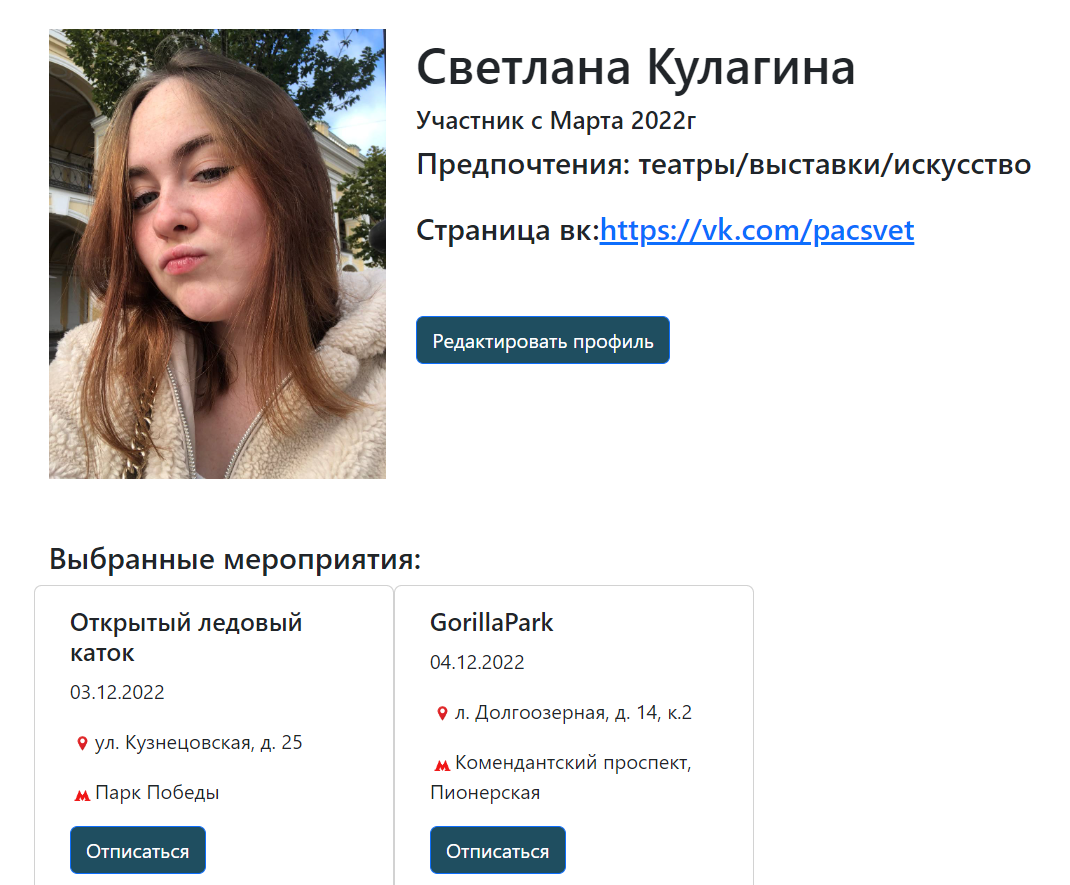 Светлана Кулагина
Участник с Марта 2022г
Предпочтения: театры/выставки/искусство
Страница вк:https://vk.com/pacsvet
Редактировать профиль
Выбранные мероприятия:
Открытый ледовый
каток
03.12.2022
ул. Кузнецовская, д. 25
Парк Победы
Отписаться
GorillaPark
04.12.2022
л. Долгоозерная, д. 14, к.2
Комендантский проспект,
Пионерская
Отписаться